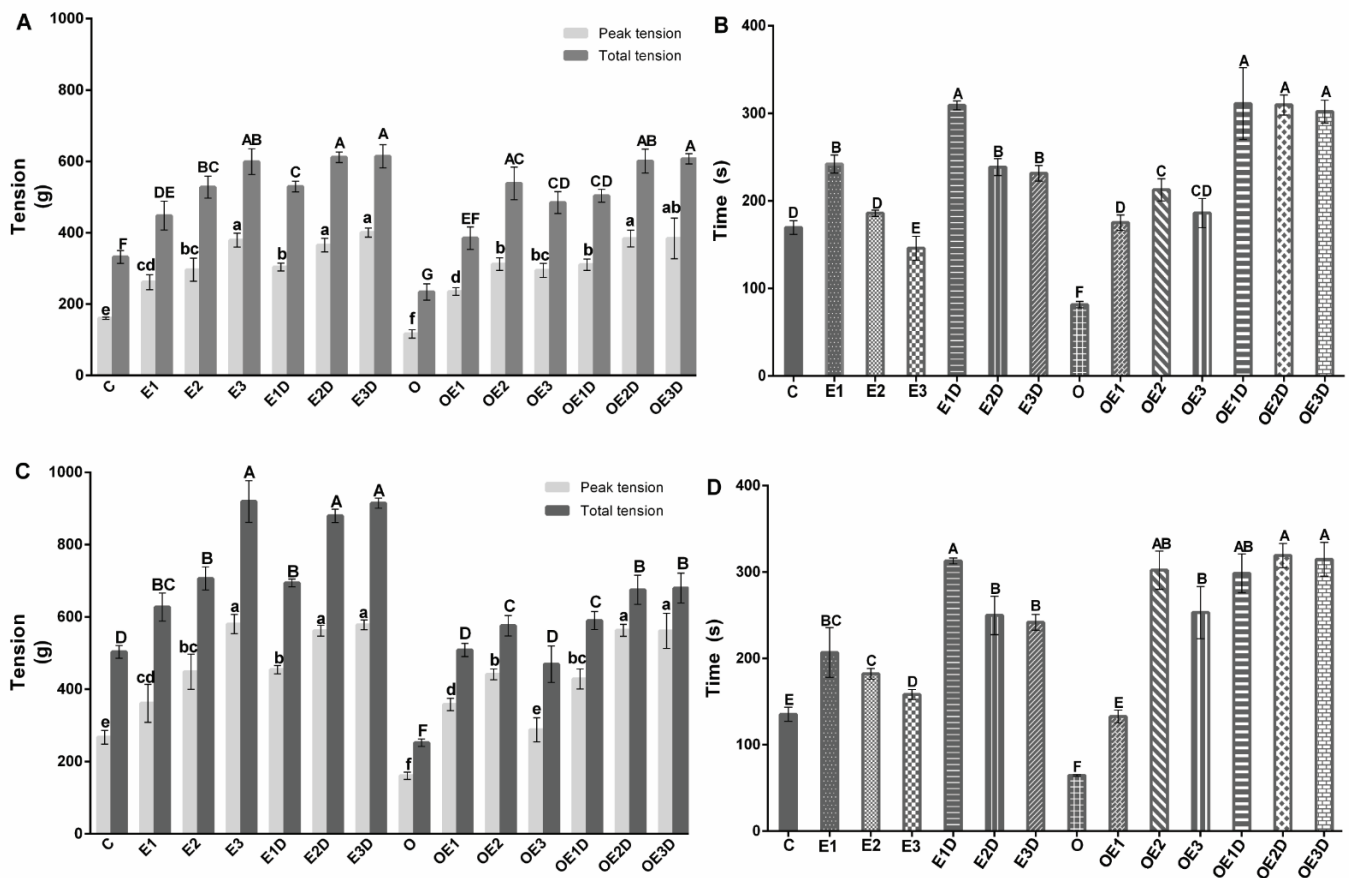 A
Tension
(g)
1000
800
600
400
200
0
Peak tension
Total tension
e F cd DE bc BC a AB b C a A a A f G d EF b AC bc CD b CD a AB ab A
C E1 E2 E3 E1D E2D E3D O OE1 OE2 OE3 OE1D OE2D OE3D
B
Time (s)
400
300
200
100
0
D B D E A B B F D C CD A A A
C E1 E2 E3 E1D E2D E3D O OE1 OE2 OE3 OE1D OE2D OE3D
C
Tension
(g)
1000
800
600
400
200
0
Peak tension
Total tension
e D cd BC bc B a A b B a A a A f F d D b C e D bc C a B a B
C E1 E2 E3 E1D E2D E3D O OE1 OE2 OE3 OE1D OE2D OE3D
D
Time (s)
400
300
200
100
0
E BC C D A B B F E AB B AB A A
C E1 E2 E3 E1D E2D E3D O OE1 OE2 OE3 OE1D OE2D OE3D